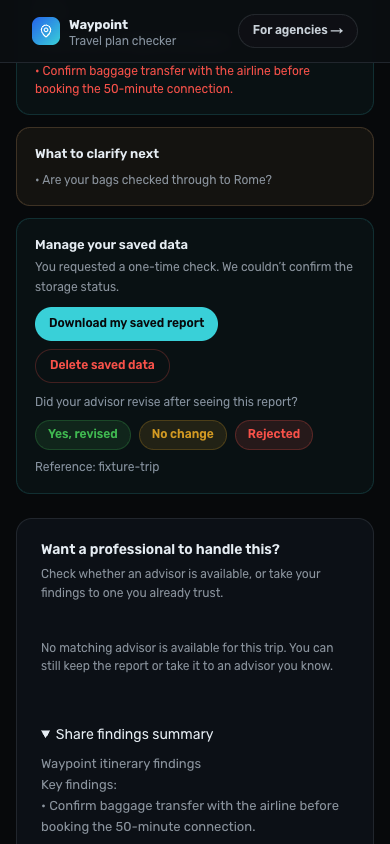 Waypoint
Travel plan checker
For agencies →
• Confirm baggage transfer with the airline before
booking the 50-minute connection.
What to clarify next
• Are your bags checked through to Rome?
Manage your saved data
You requested a one-time check. We couldn’t confirm the
storage status.
Download my saved report
Delete saved data
Did your advisor revise after seeing this report?
Yes, revised
No change
Rejected
Reference: fixture-trip
Want a professional to handle this?
Check whether an advisor is available, or take your
findings to one you already trust.
No matching advisor is available for this trip. You can
still keep the report or take it to an advisor you know.
▼ Share findings summary
Waypoint itinerary findings
Key findings:
• Confirm baggage transfer with the airline before
booking the 50-minute connection.